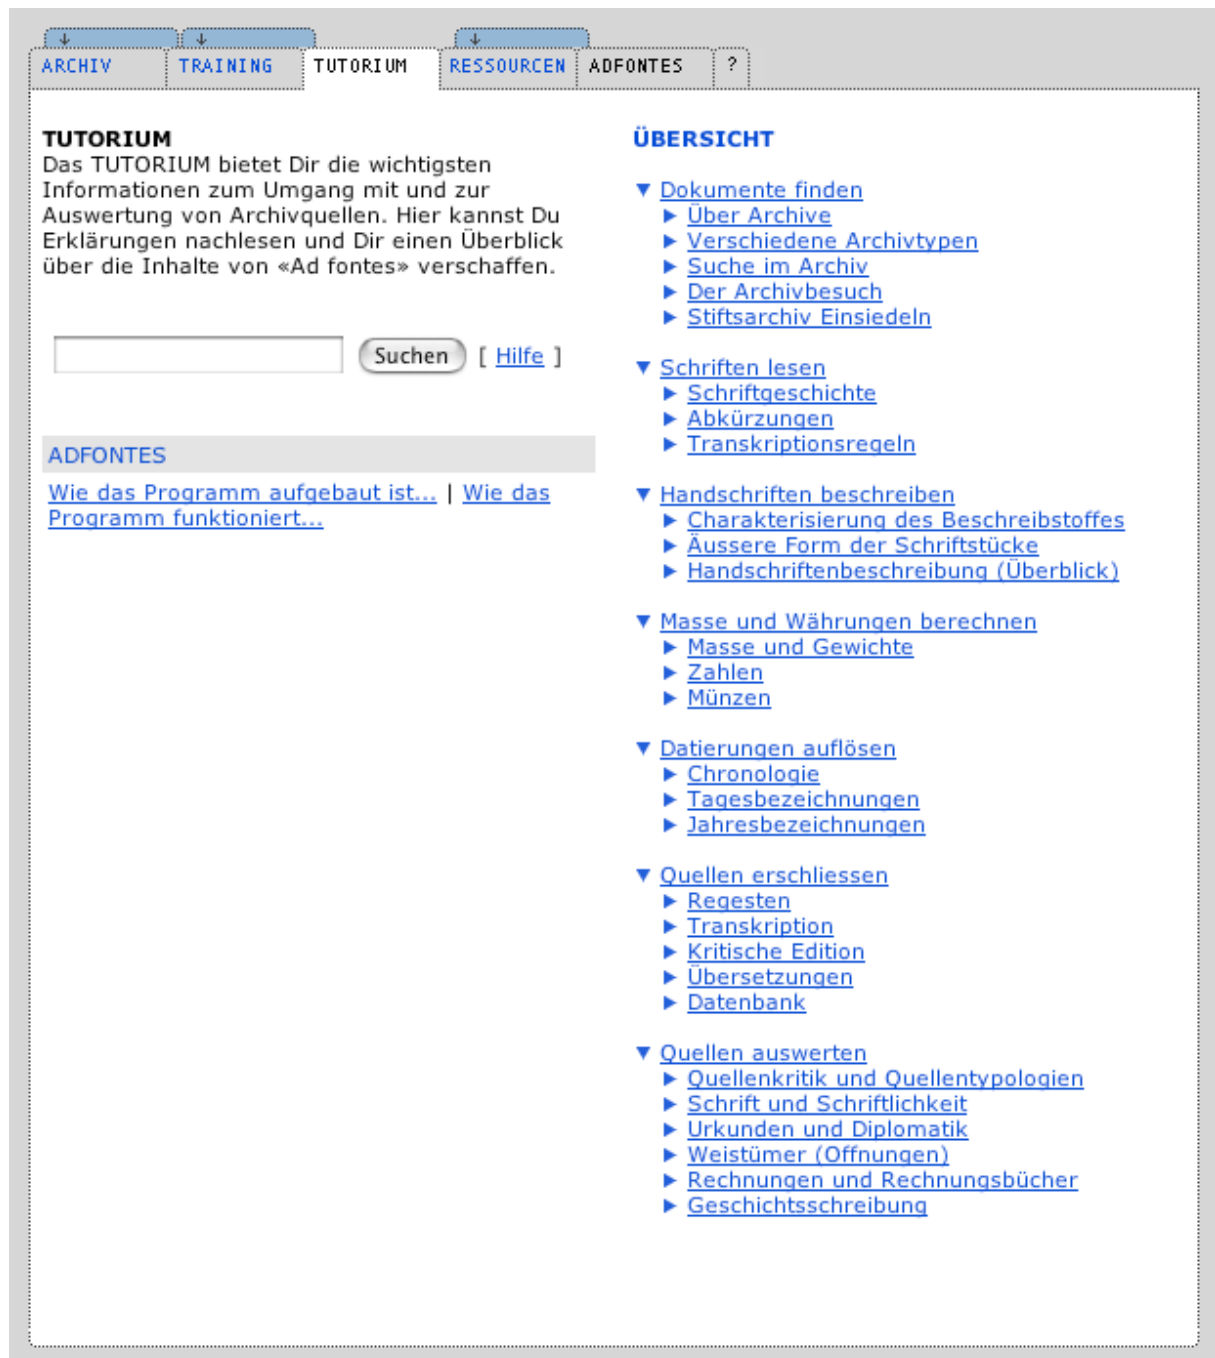 ARCHIV TRAINING TUTORIUM RESSOURCEN ADFONTES ?
TUTORIUM
Das TUTORIUM bietet Dir die wichtigsten
Informationen zum Umgang mit und zur
Auswertung von Archivquellen. Hier kannst Du
Erklärungen nachlesen und Dir einen Überblick
über die Inhalte von «Ad fontes» verschaffen.
Suchen [ Hilfe ]
ADFONTES
Wie das Programm aufgebaut ist... | Wie das
Programm funktioniert...
ÜBERSICHT
Dokumente finden
Über Archive
Verschiedene Archivtypen
Suche im Archiv
Der Archivbesuch
Stiftsarchiv Einsiedeln
Schriften lesen
Schriftgeschichte
Abkürzungen
Transkriptionsregeln
Handschriften beschreiben
Charakterisierung des Beschreibstoffes
Äussere Form der Schriftstücke
Handschriftenbeschreibung (Überblick)
Masse und Währungen berechnen
Masse und Gewichte
Zahlen
Münzen
Datierungen auflösen
Chronologie
Tagesbezeichnungen
Jahresbezeichnungen
Quellen erschliessen
Regesten
Transkription
Kritische Edition
Übersetzungen
Datenbank
Quellen auswerten
Quellenkritik und Quellentypologien
Schrift und Schriftlichkeit
Urkunden und Diplomatik
Weistümer (Offnungen)
Rechnungen und Rechnungsbücher
Geschichtsschreibung